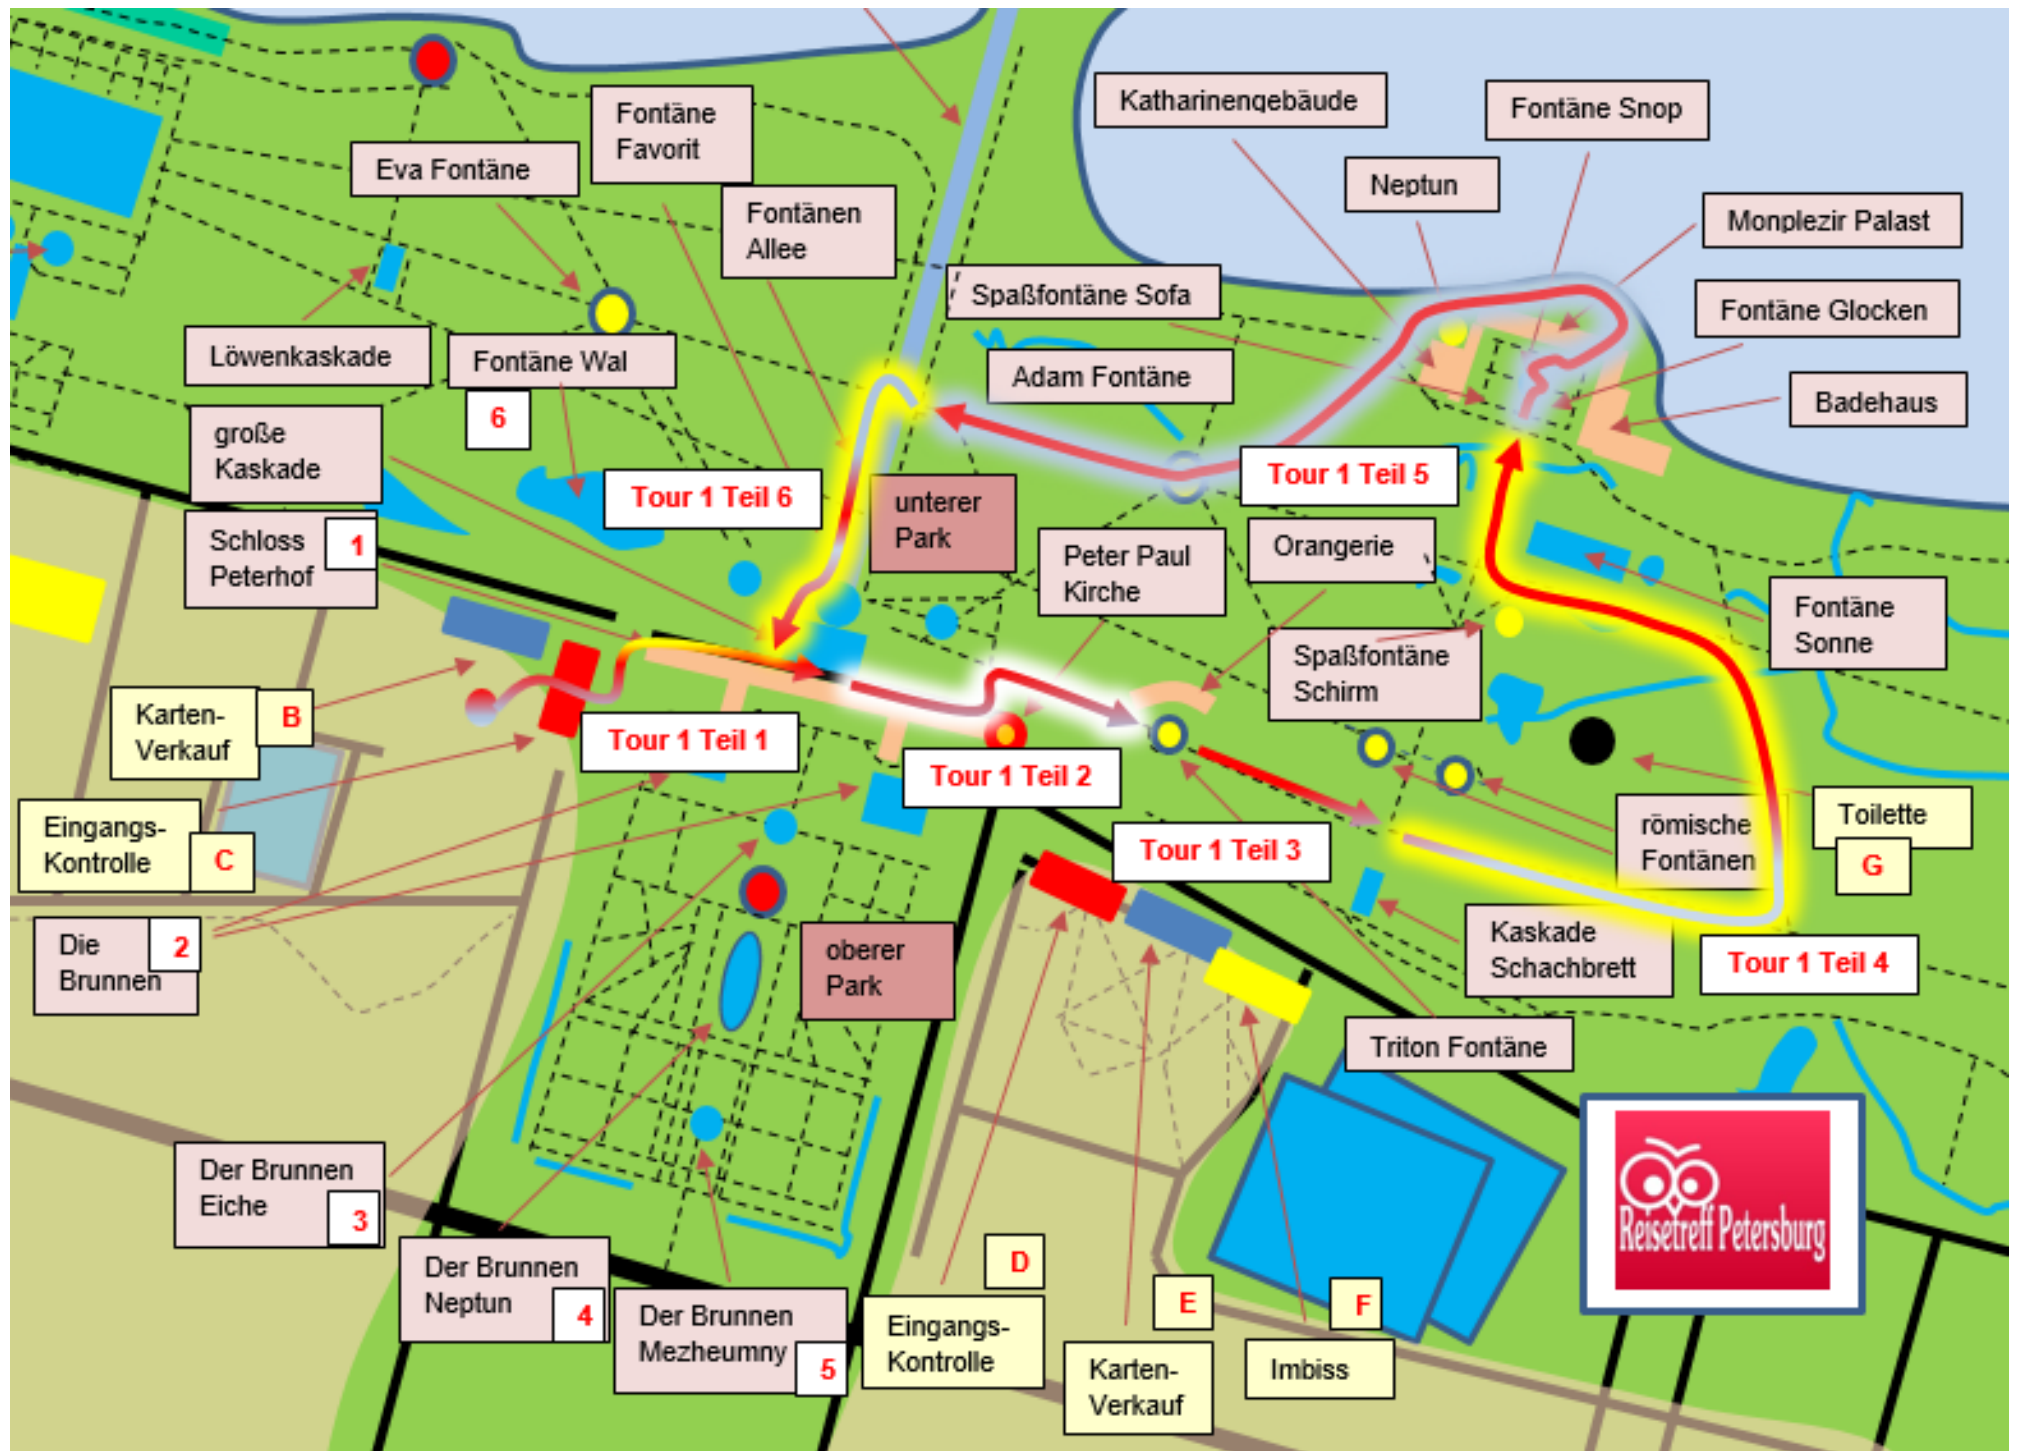 Katharinengebäude
Fontäne Snop
Fontäne
Favorit
Eva Fontäne
Neptun
Fontänen
Allee
Monplezir Palast
Spaßfontäne Sofa
Fontäne Glocken
Löwenkaskade
Fontäne Wal
6
Adam Fontäne
Badehaus
große
Kaskade
Tour 1 Teil 6
Tour 1 Teil 5
unterer
Park
Schloss
Peterhof
1
Peter Paul
Kirche
Orangerie
Fontäne
Sonne
Spaßfontäne
Schirm
Karten-
Verkauf
B
Tour 1 Teil 1
Tour 1 Teil 2
Tour 1 Teil 3
römische
Fontänen
Toilette
G
Eingangs-
Kontrolle
C
Die
Brunnen
2
oberer
Park
Kaskade
Schachbrett
Tour 1 Teil 4
Triton Fontäne
Der Brunnen
Eiche
3
Der Brunnen
Neptun
4
Der Brunnen
Mezheumny
5
D
Eingangs-
Kontrolle
E
Karten-
Verkauf
F
Imbiss
Reisetreff Petersburg